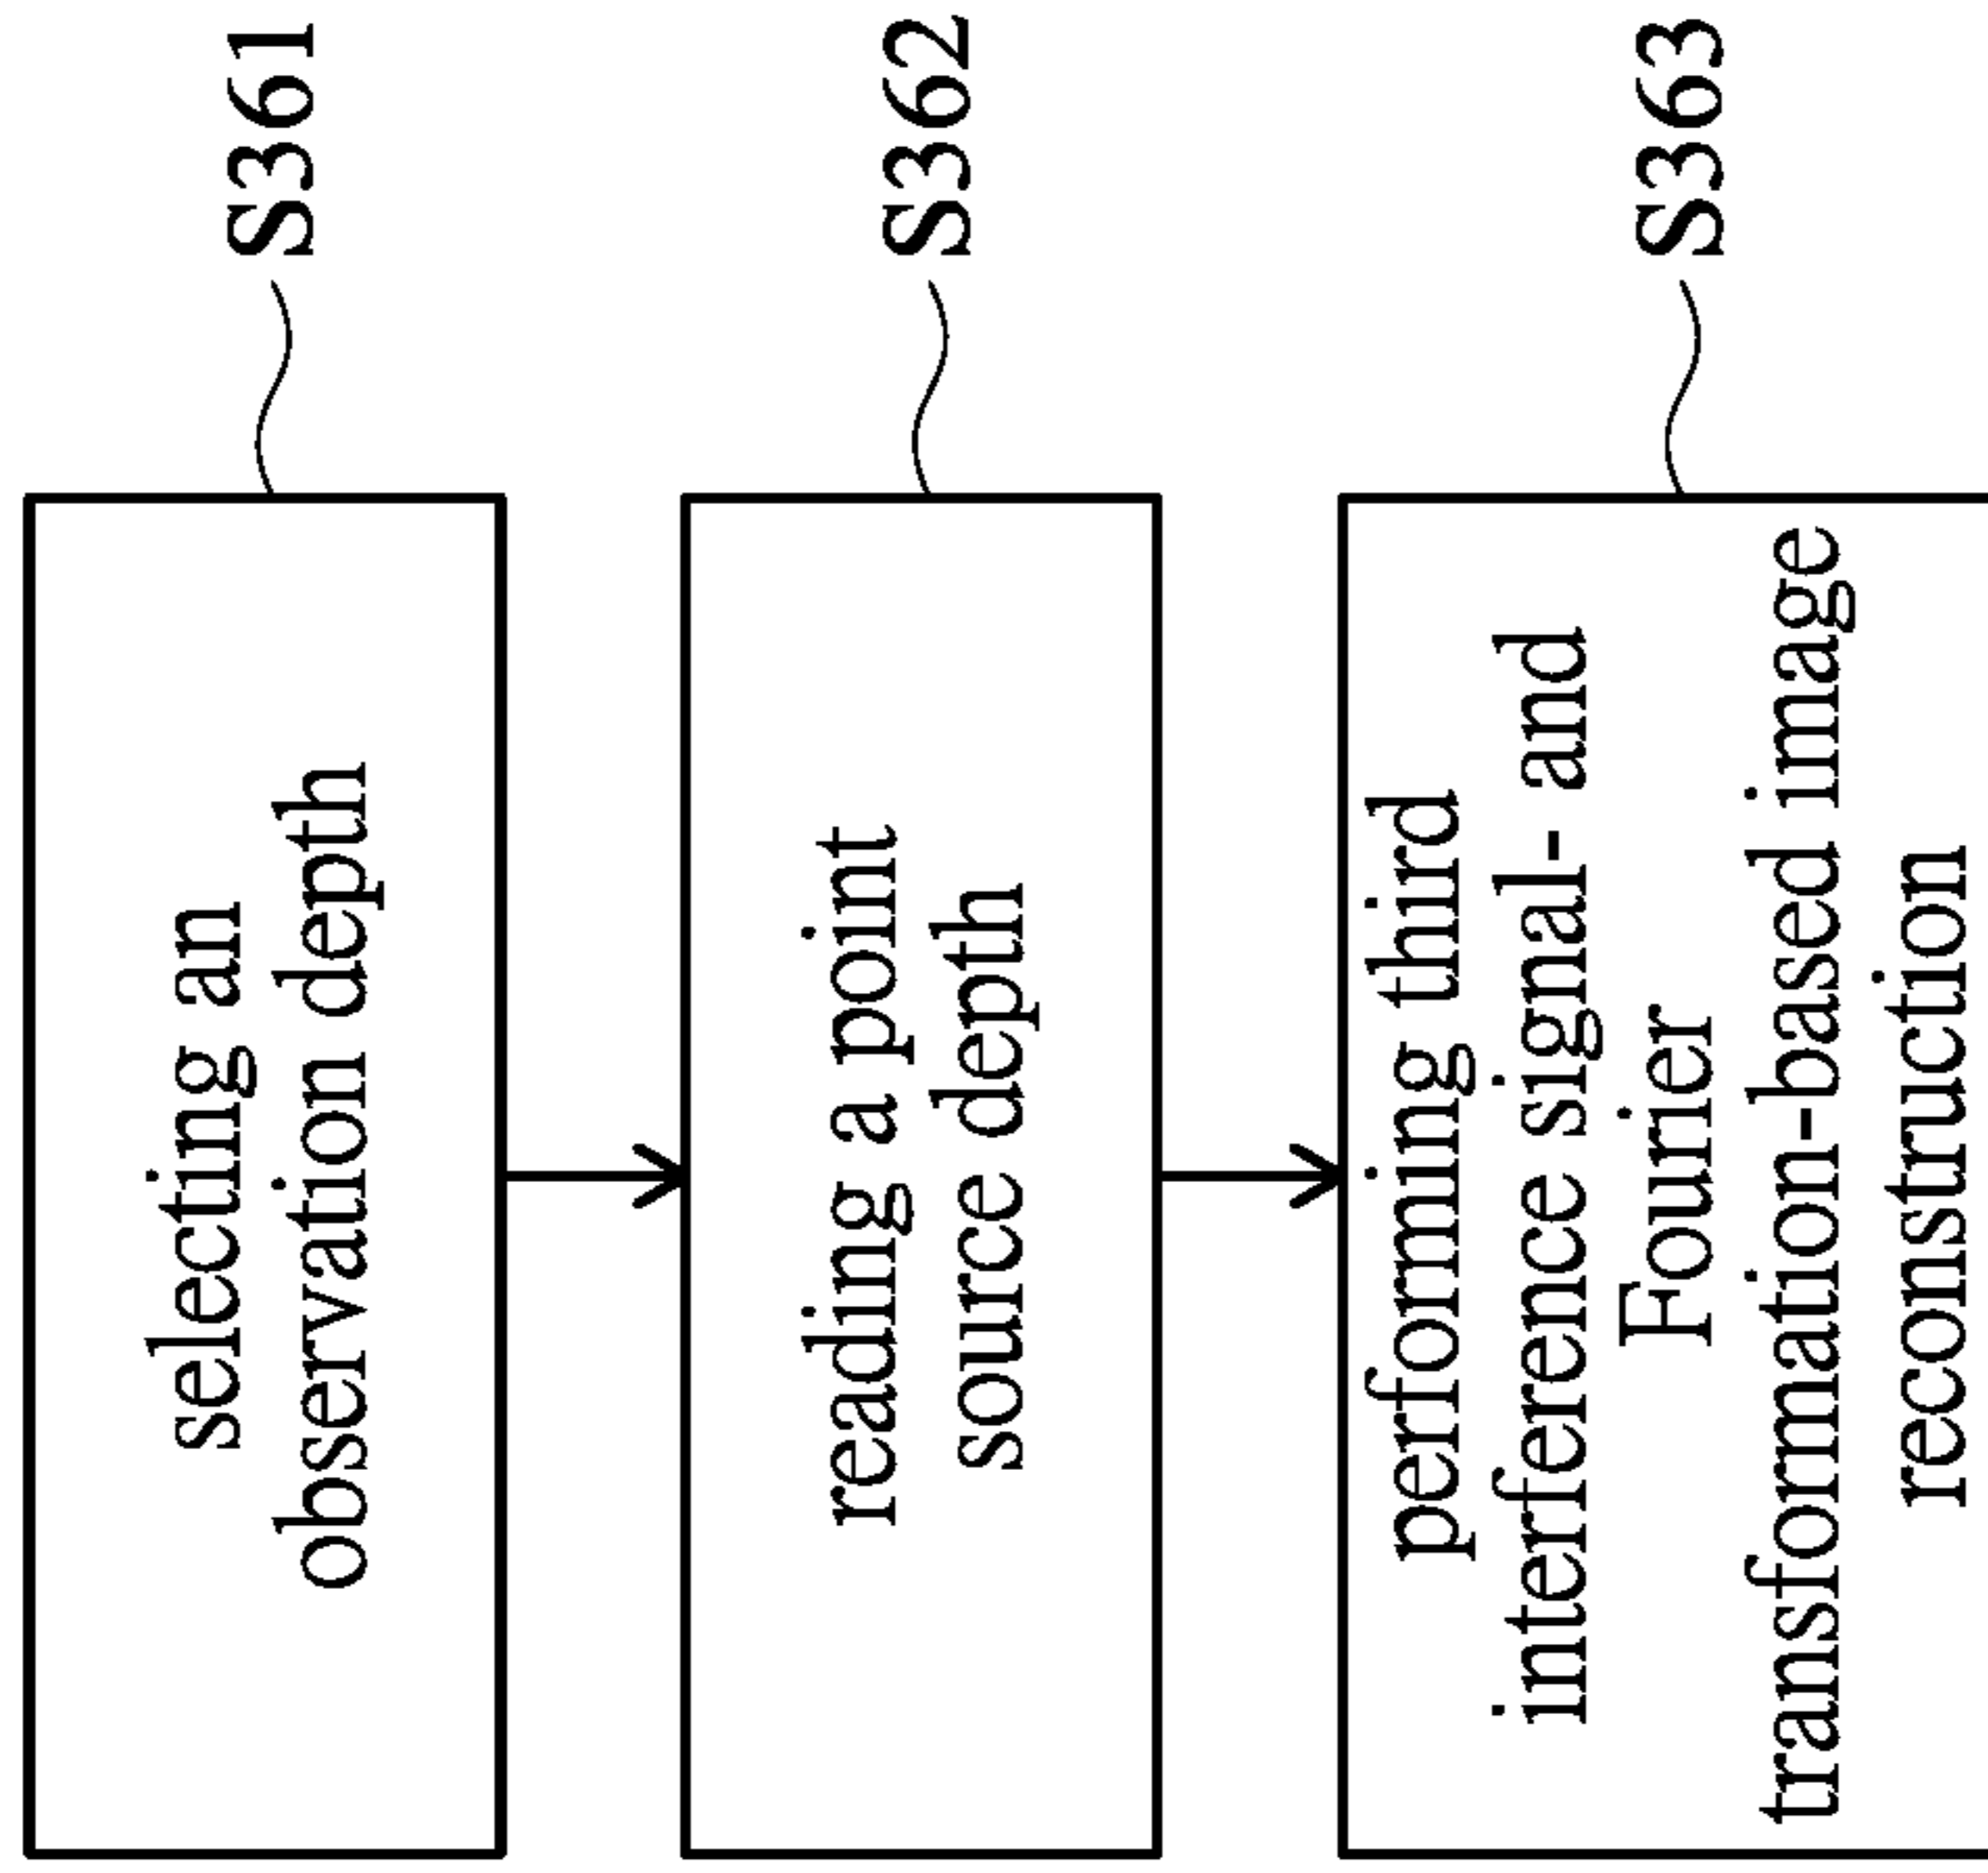 selecting an
observation depth
S361
reading a point
source depth
S362
performing third
interference signal- and
Fourier
transformation-based image
reconstruction
S363